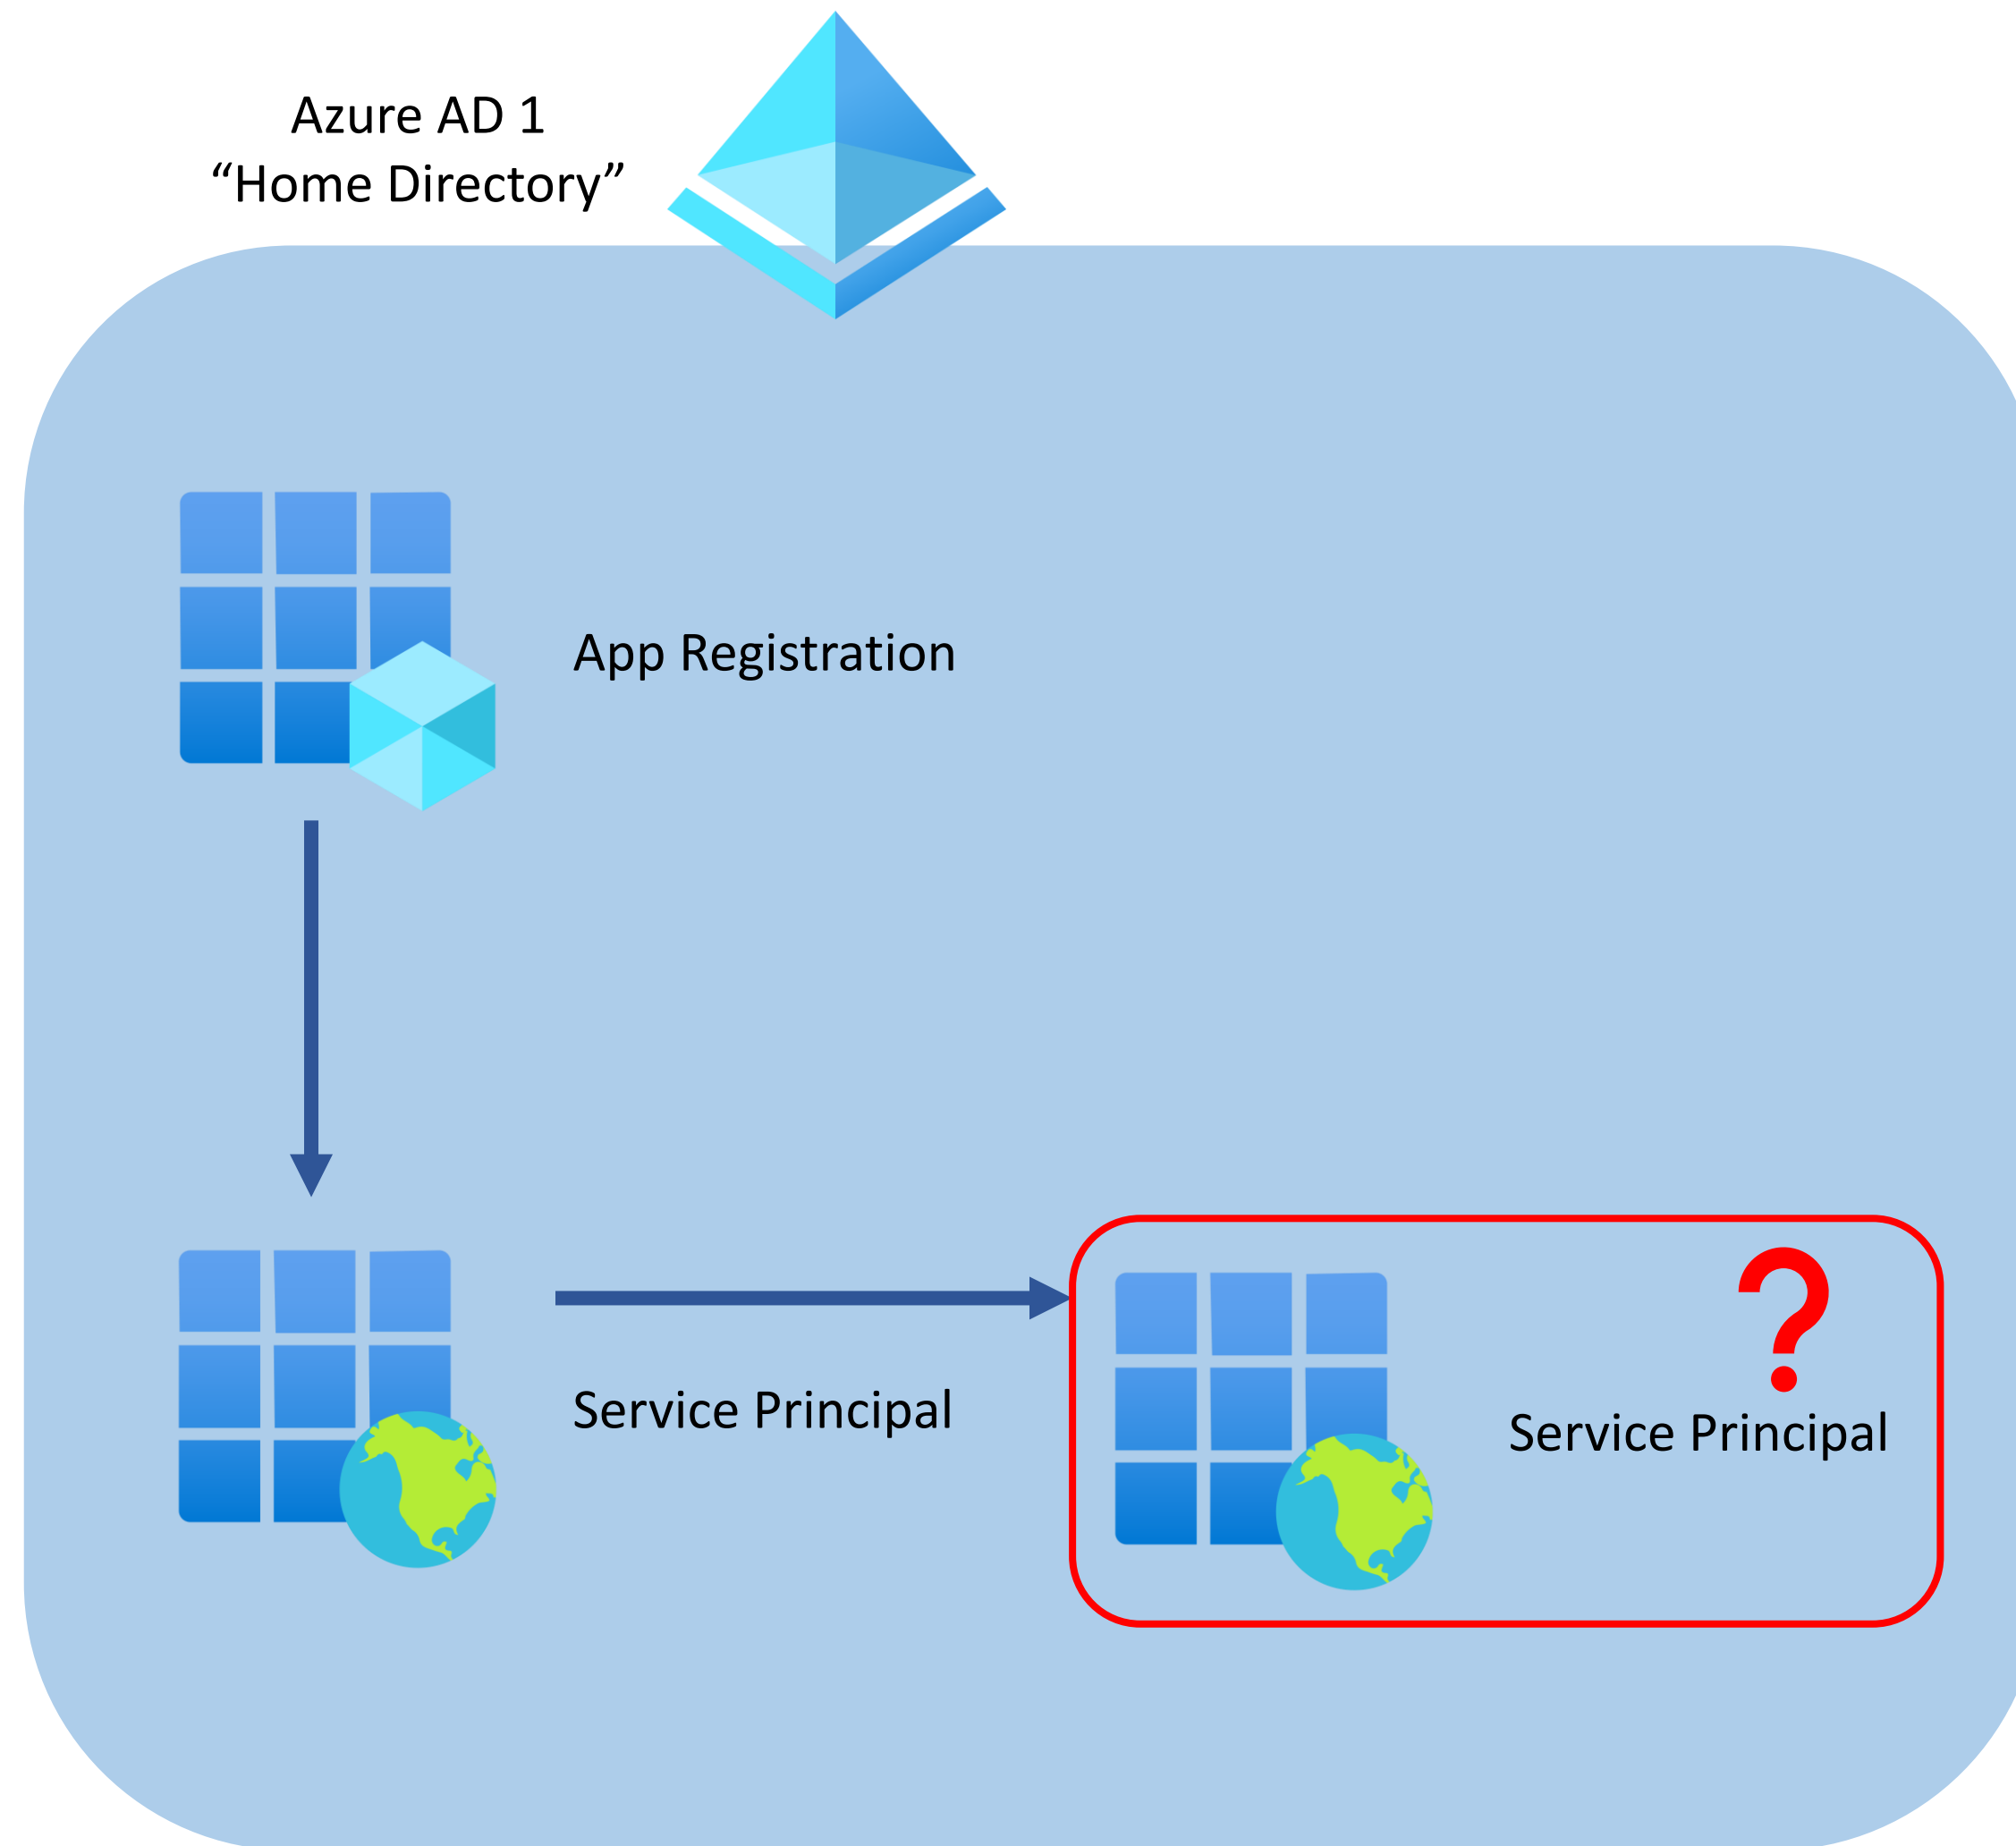 Azure AD 1
“Home Directory”
App Registration
Service Principal
?
Service Principal